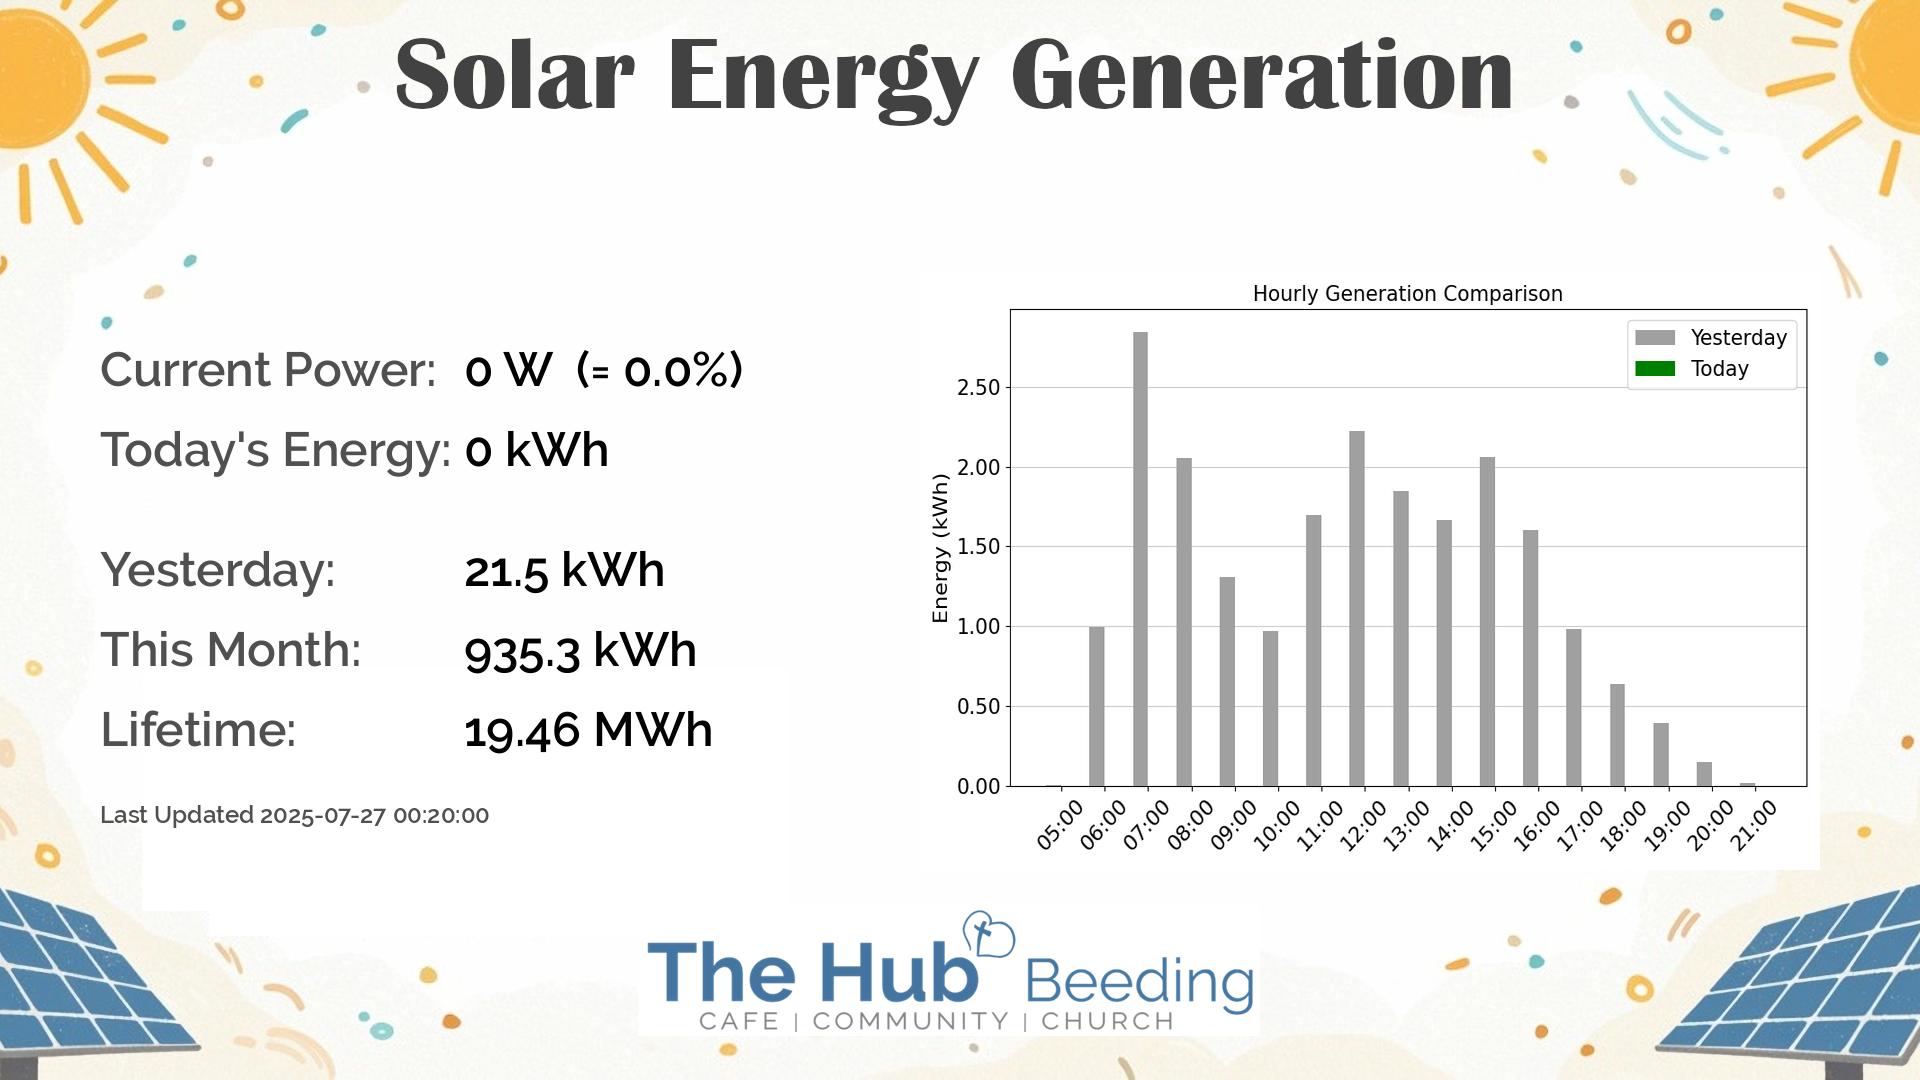 Solar Energy Generation
Current Power: 0 W (= 0.0%)
Today's Energy: 0 kWh
Yesterday: 21.5 kWh
This Month: 935.3 kWh
Lifetime: 19.46 MWh
Last Updated 2025-07-27 00:20:00
Hourly Generation Comparison
Yesterday
Today
Energy (kWh)
2.50
2.00
1.50
1.00
0.50
0.00
05:00 06:00 07:00 08:00 09:00 10:00 11:00 12:00 13:00 14:00 15:00 16:00 17:00 18:00 19:00 20:00 21:00
The Hub Beeding
CAFE | COMMUNITY | CHURCH